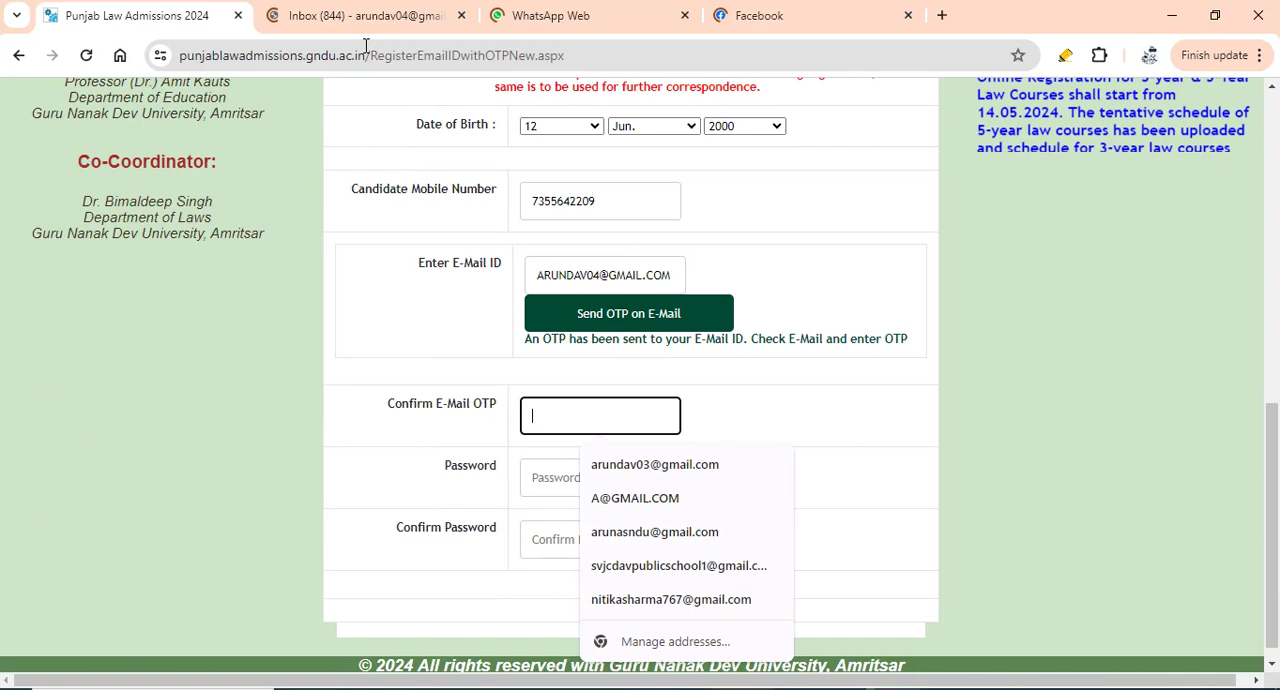 Punjab Law Admissions 2024
Inbox (844) - arundav04@gmai
WhatsApp Web
Facebook
punjablawadmissions.gndu.ac.in/RegisterEmailIDwithOTPNew.aspx
Finish update
Professor (Dr.) Amit Kauts
Department of Education
Guru Nanak Dev University, Amritsar
Co-Coordinator:
Dr. Bimaldeep Singh
Department of Laws
Guru Nanak Dev University, Amritsar
same is to be used for further correspondence.
Date of Birth :
12
Jun.
2000
Candidate Mobile Number
7355642209
Enter E-Mail ID
ARUNDAV04@GMAIL.COM
Send OTP on E-Mail
An OTP has been sent to your E-Mail ID. Check E-Mail and enter OTP
Confirm E-Mail OTP
Password
Password
Confirm Password
Confirm
arundav03@gmail.com
A@GMAIL.COM
arunasndu@gmail.com
svjcdavpublicschool1@gmail.c...
nitikasharma767@gmail.com
Manage addresses...
Online Registration for 3-year & 5-year
Law Courses shall start from
14.05.2024. The tentative schedule of
5-year law courses has been uploaded
and schedule for 3-year law courses
© 2024 All rights reserved with Guru Nanak Dev University, Amritsar